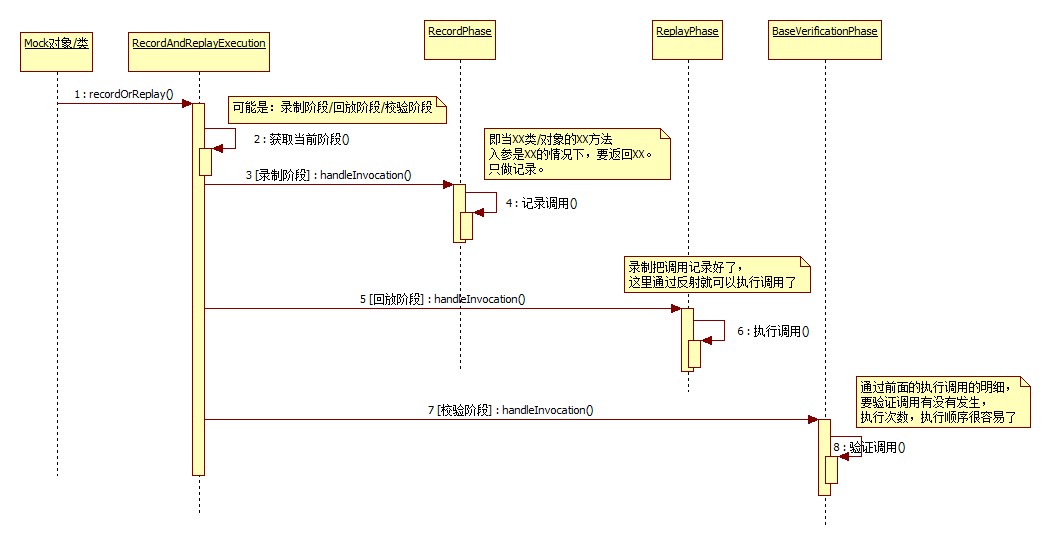 Mock对象/类
RecordAndReplayExecution
RecordPhase
ReplayPhase
BaseVerificationPhase
1 : recordOrReplay()
可能是：录制阶段/回放阶段/校验阶段
2 : 获取当前阶段()
即当XX类/对象的XX方法
入参是XX的情况下，要返回XX。
只做记录。
3 [录制阶段] : handleInvocation()
4 : 记录调用()
录制把调用记录好了，
这里通过反射就可以执行调用了
5 [回放阶段] : handleInvocation()
6 : 执行调用()
通过前面的执行调用的明细，
要验证调用有没有发生，
执行次数，执行顺序很容易了
7 [校验阶段] : handleInvocation()
8 : 验证调用()